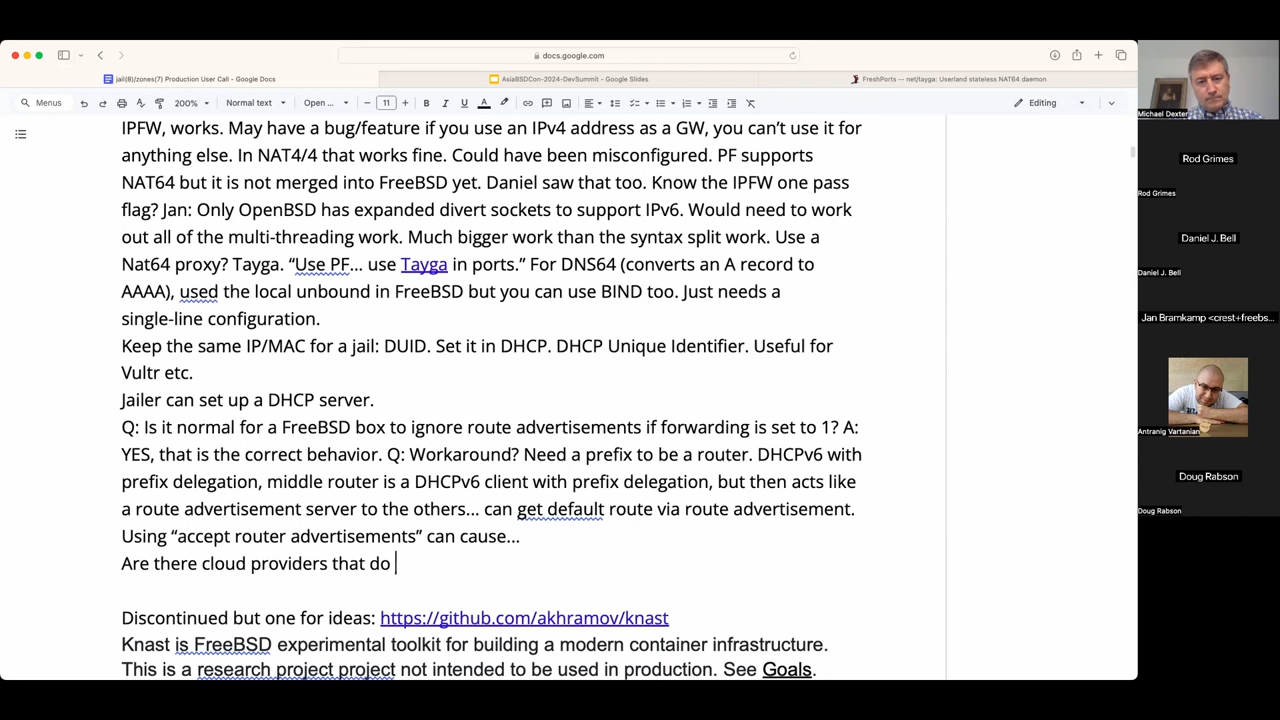 docs.google.com
jail(8)/zones(7) Production User Call - Google Docs
AsiaBSDCon-2024-DevSummit - Google Slides
FreshPorts -- net/tayga: Userland stateless NAT64 daemon
Menus
200%
Normal text
Open ...
11
Editing
IPFW, works. May have a bug/feature if you use an IPv4 address as a GW, you can’t use it for
anything else. In NAT4/4 that works fine. Could have been misconfigured. PF supports
NAT64 but it is not merged into FreeBSD yet. Daniel saw that too. Know the IPFW one pass
flag? Jan: Only OpenBSD has expanded divert sockets to support IPv6. Would need to work
out all of the multi-threading work. Much bigger work than the syntax split work. Use a
Nat64 proxy? Tayga. “Use PF... use Tayga in ports.” For DNS64 (converts an A record to
AAAA), used the local unbound in FreeBSD but you can use BIND too. Just needs a
single-line configuration.
Keep the same IP/MAC for a jail: DUID. Set it in DHCP. DHCP Unique Identifier. Useful for
Vultr etc.
Jailer can set up a DHCP server.
Q: Is it normal for a FreeBSD box to ignore route advertisements if forwarding is set to 1? A:
YES, that is the correct behavior. Q: Workaround? Need a prefix to be a router. DHCPv6 with
prefix delegation, middle router is a DHCPv6 client with prefix delegation, but then acts like
a route advertisement server to the others... can get default route via route advertisement.
Using “accept router advertisements” can cause...
Are there cloud providers that do
Discontinued but one for ideas: https://github.com/akhramov/knast
Knast is FreeBSD experimental toolkit for building a modern container infrastructure.
This is a research project project not intended to be used in production. See Goals.
Michael Dexter
Rod Grimes
Rod Grimes
Daniel J. Bell
Daniel J. Bell
Jan Bramkamp <crest+freebs...
Antranig Vartanian
Doug Rabson
Doug Rabson